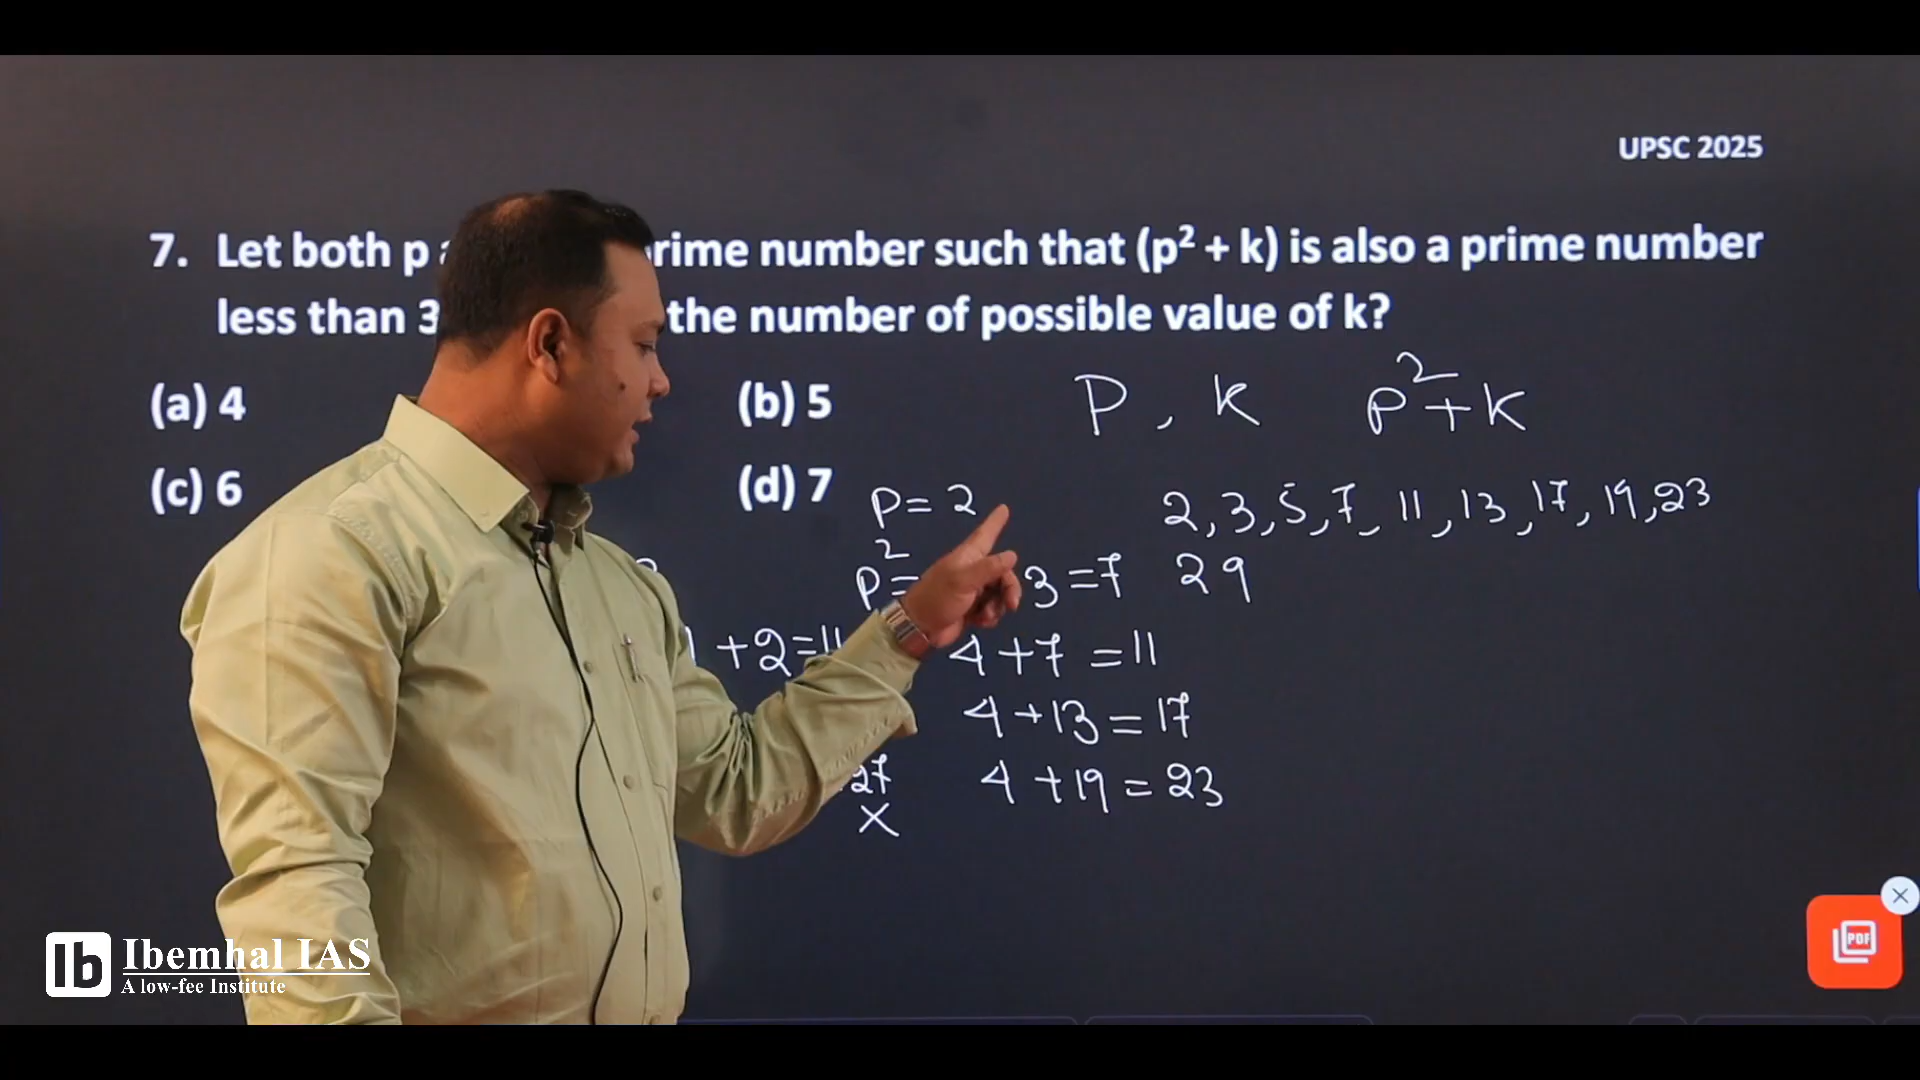 UPSC 2025
7. Let both p rime number such that (p² + k) is also a prime number
less than 3 the number of possible value of k?
(a) 4 (b) 5
(c) 6 (d) 7
P, K P²+K
P=2 2,3,5,7,11,13,17,19,23
P²= 3=7 29
+2=11 4+7=11
4+13=17
27 4+19=23
X
Ib Ibemhal IAS
A low-fee Institute
PDF